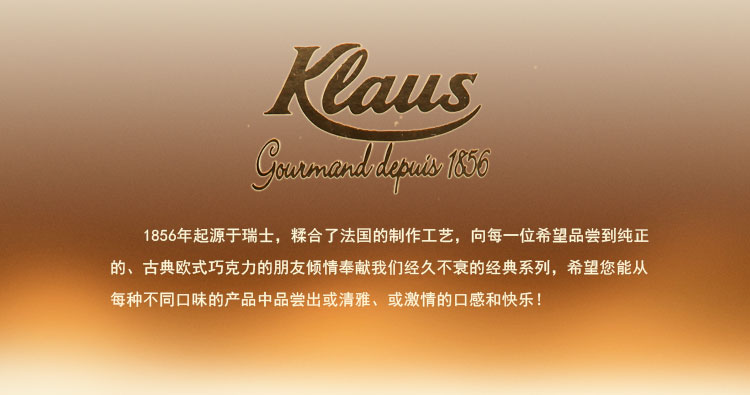 Klaus
Gourmand depuis 1856
1856年起源于瑞士，糅合了法国的制作工艺，向每一位希望品尝到纯正
的、古典欧式巧克力的朋友倾情奉献我们经久不衰的经典系列，希望您能从
每种不同口味的产品中品尝出或清雅、或激情的口感和快乐！